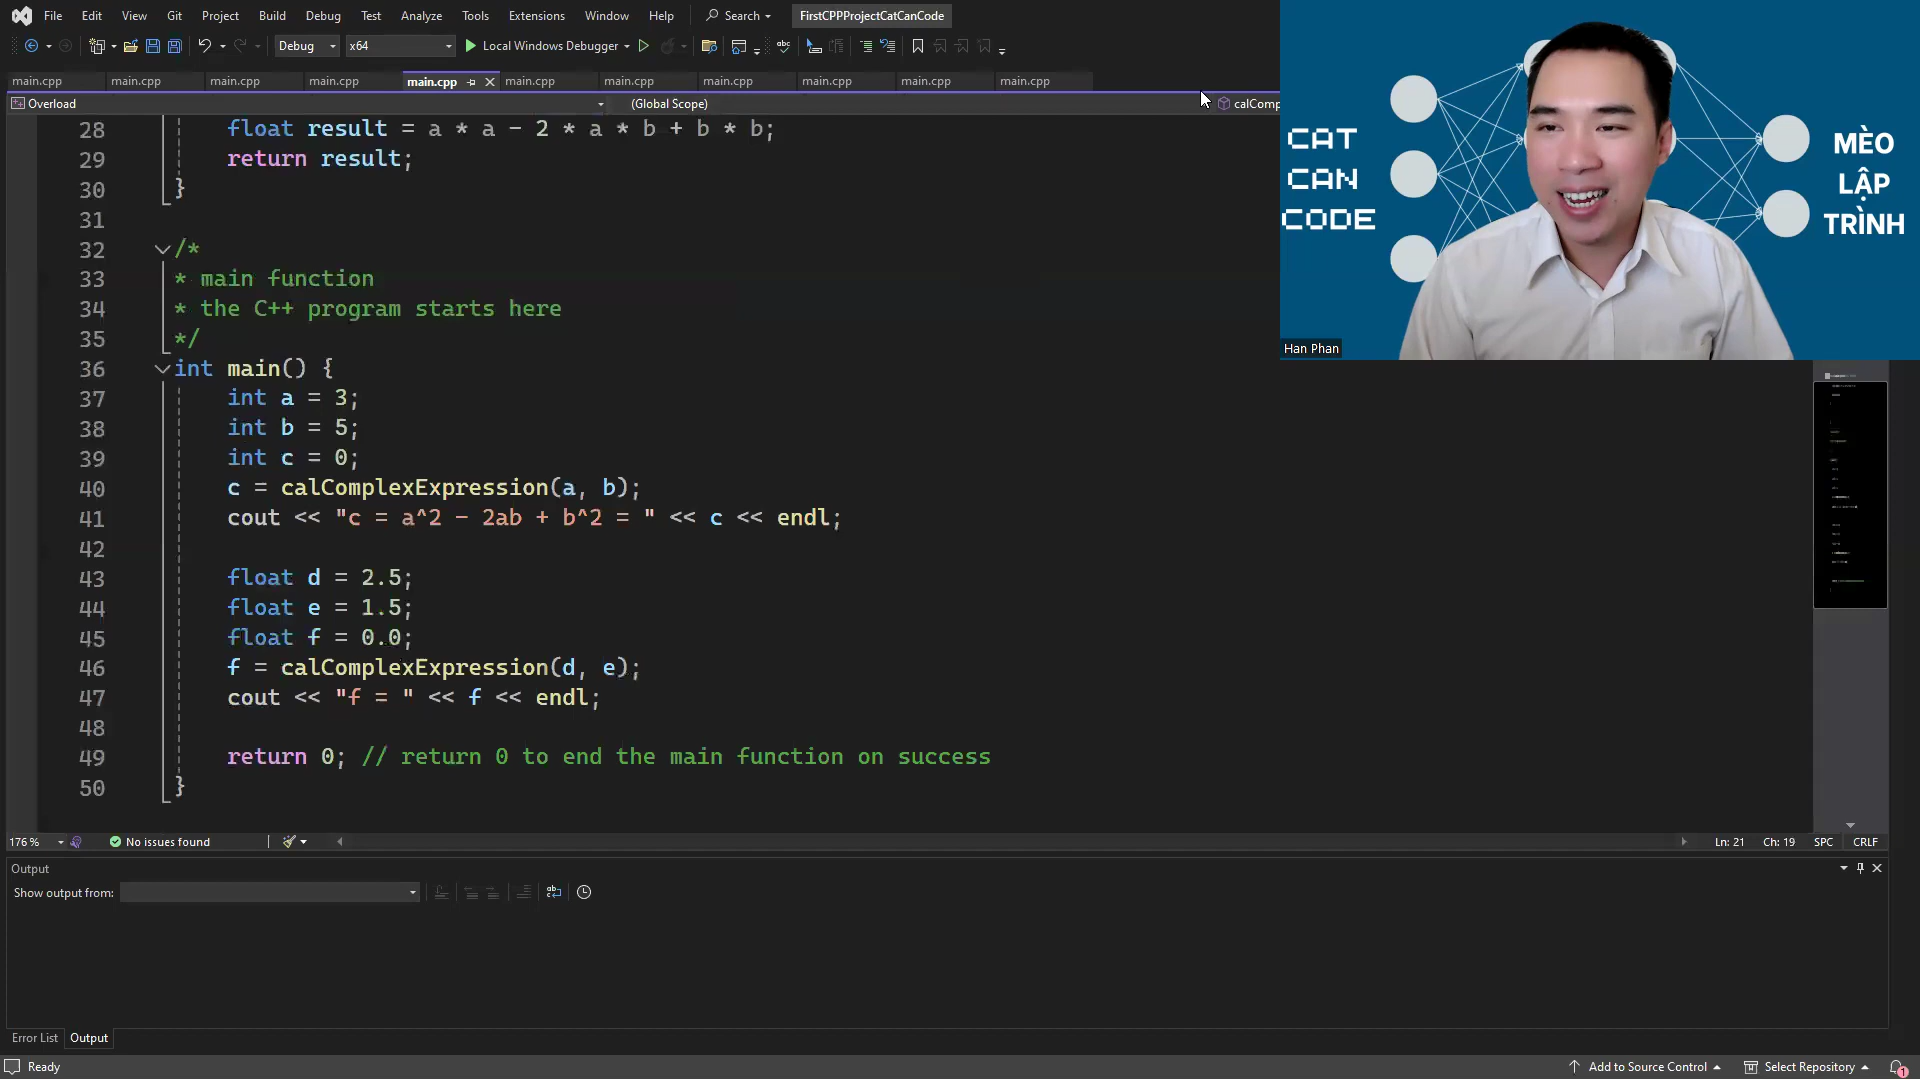 File Edit View Git Project Build Debug Test Analyze Tools Extensions Window Help Search FirstCPPProjectCatCanCode
Debug x64 Local Windows Debugger
main.cpp main.cpp main.cpp main.cpp main.cpp main.cpp main.cpp main.cpp main.cpp main.cpp main.cpp
Overload (Global Scope) calComp
28 float result = a * a - 2 * a * b + b * b;
29 return result;
30 }
31
32 /*
33 * main function
34 * the C++ program starts here
35 */
36 int main() {
37 int a = 3;
38 int b = 5;
39 int c = 0;
40 c = calComplexExpression(a, b);
41 cout << "c = a^2 - 2ab + b^2 = " << c << endl;
42
43 float d = 2.5;
44 float e = 1.5;
45 float f = 0.0;
46 f = calComplexExpression(d, e);
47 cout << "f = " << f << endl;
48
49 return 0; // return 0 to end the main function on success
50 }
CAT
CAN
CODE
MÈO
LẬP
TRÌNH
Han Phan
176 % No issues found Ln: 21 Ch: 19 SPC CRLF
Output
Show output from:
Error List Output
Ready Add to Source Control Select Repository 1